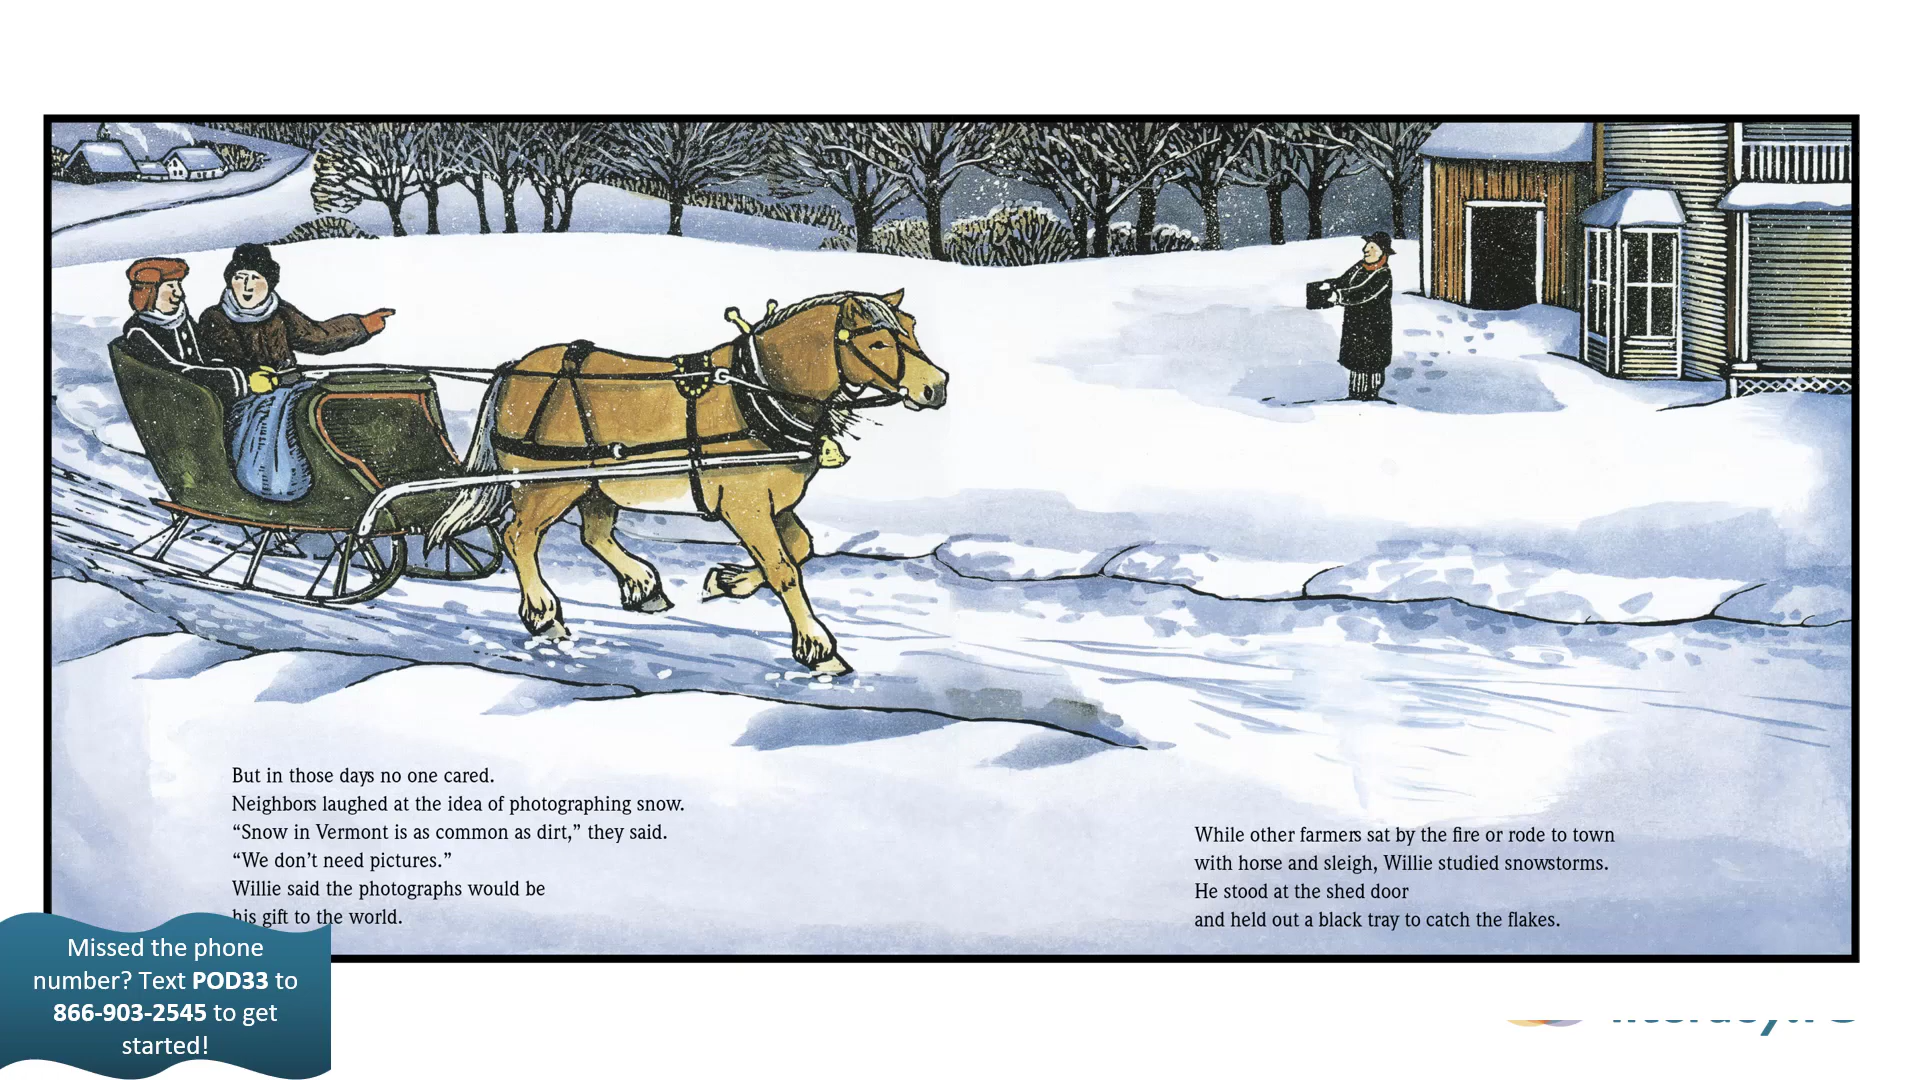 But in those days no one cared.
Neighbors laughed at the idea of photographing snow.
“Snow in Vermont is as common as dirt,” they said.
“We don’t need pictures.”
Willie said the photographs would be
his gift to the world.
While other farmers sat by the fire or rode to town
with horse and sleigh, Willie studied snowstorms.
He stood at the shed door
and held out a black tray to catch the flakes.
Missed the phone
number? Text POD33 to
866-903-2545 to get
started!